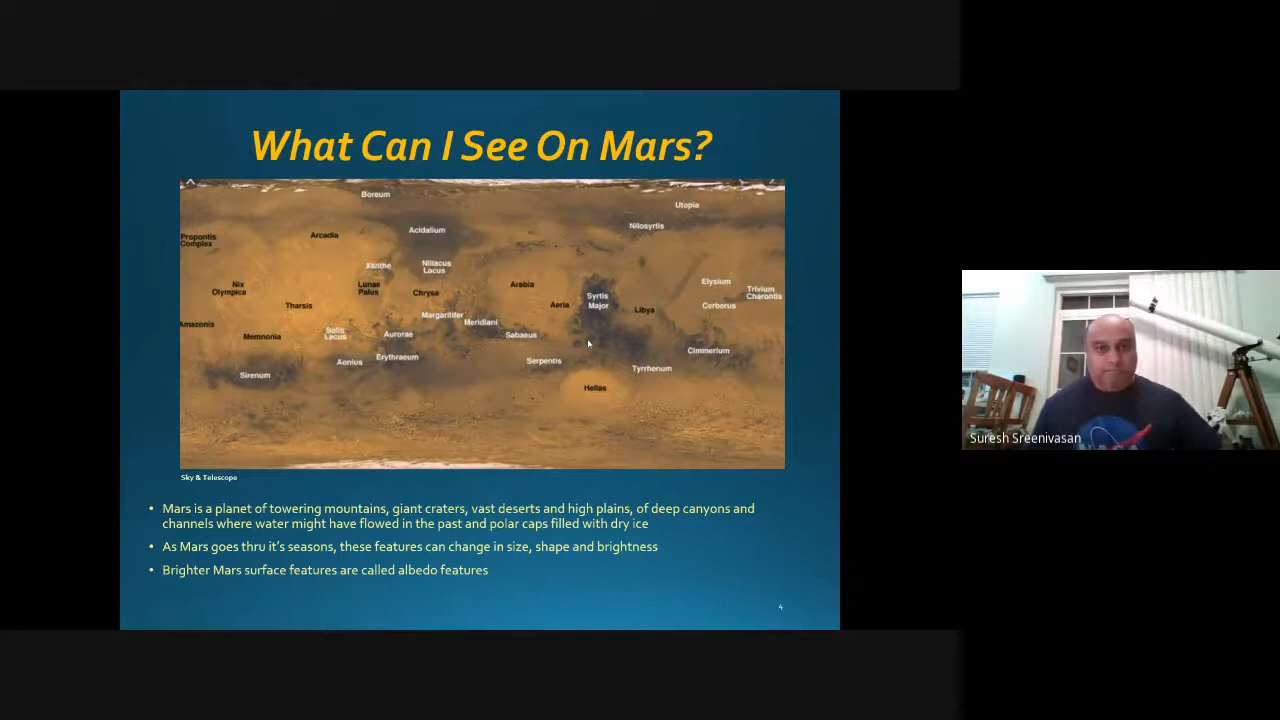 What Can I See On Mars?
Boreum
Utopia
Nilosyrtis
Acidalium
Propontis
Complex
Arcadia
Xanthe
Niliacus
Lacus
Nix
Olympica
Lunae
Palus
Chryse
Arabia
Syrtis
Major
Elysium
Trivium
Charontis
Tharsis
Aeria
Libya
Cerberus
Margaritifer
Meridiani
Amazonis
Memnonia
Solis
Lacus
Aurorae
Sabaeus
Cimmerium
Aonius
Erythraeum
Serpentis
Tyrrhenum
Sirenum
Hellas
Sky & Telescope
• Mars is a planet of towering mountains, giant craters, vast deserts and high plains, of deep canyons and
channels where water might have flowed in the past and polar caps filled with dry ice
• As Mars goes thru it’s seasons, these features can change in size, shape and brightness
• Brighter Mars surface features are called albedo features
4
Suresh Sreenivasan